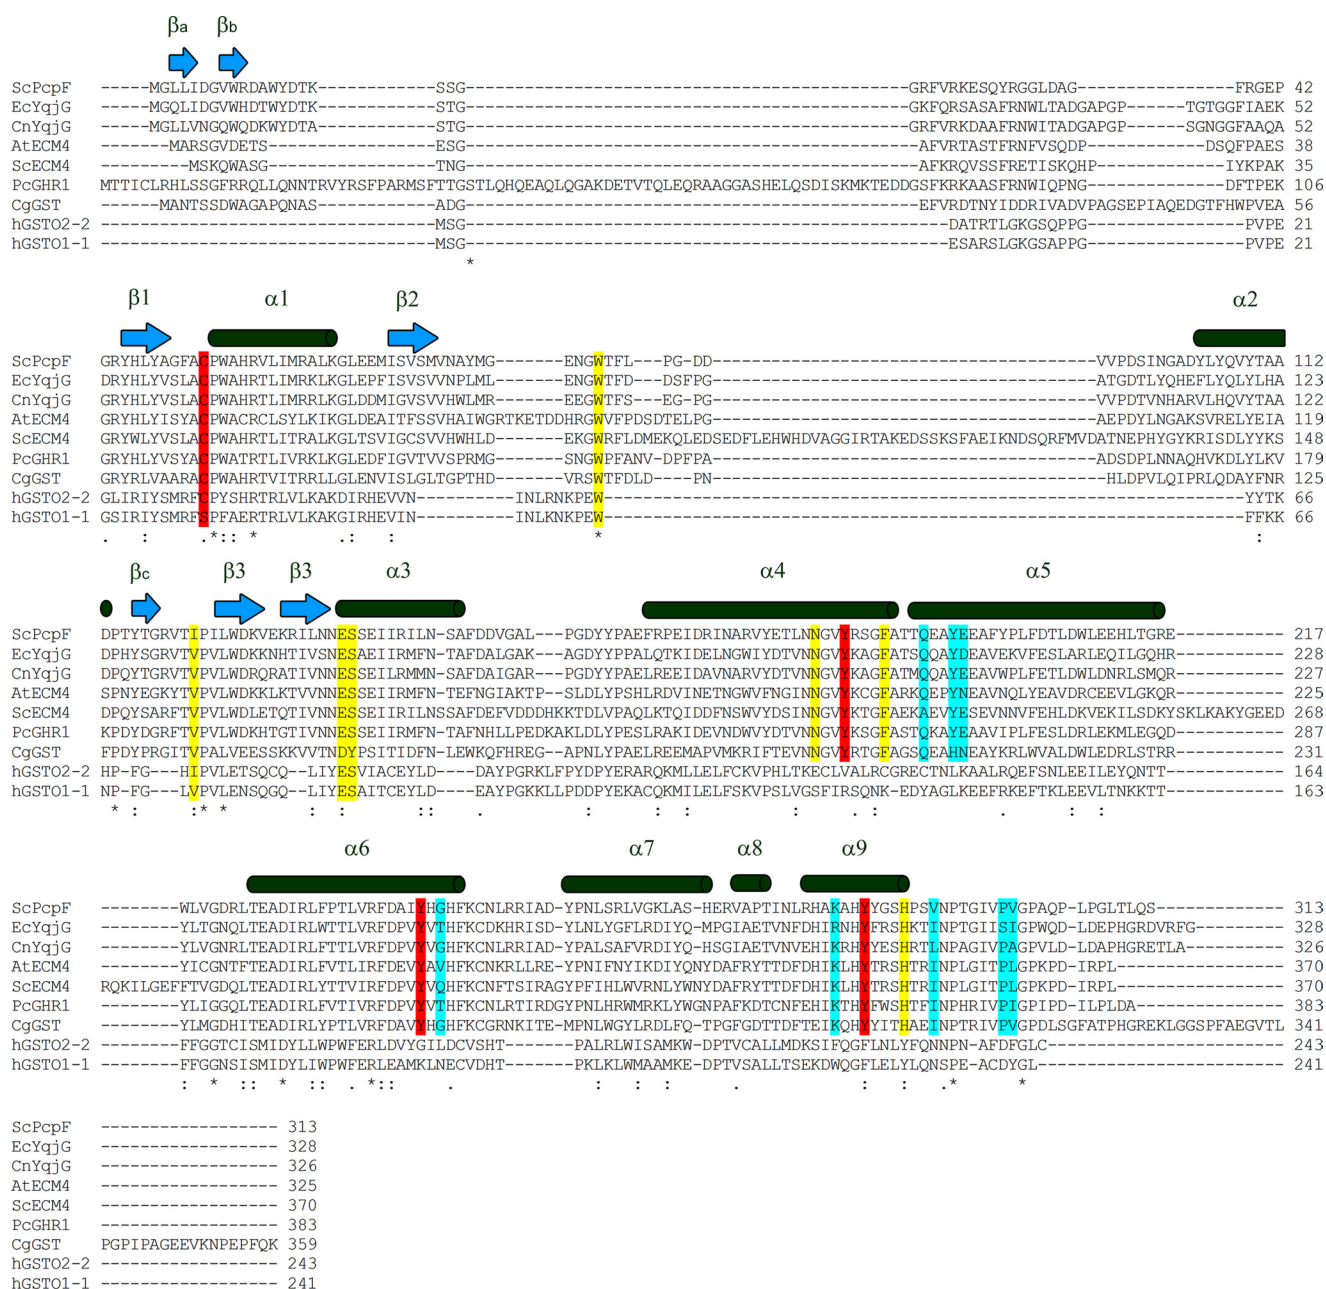 βa βb
ScPcpF -----MGLLIDGVWRDAWYDTK------------SSG---------------------------------------------GRFVRKESQYRGGLDAG----------------FRGEP 42
EcYqjG -----MGQLIDGVWHDTWYDTK------------STG---------------------------------------------GKFQRSASAFRNWLTADGAPGP------TGTGGFIAEK 52
CnYqjG -----MGLLVNGQWQDKWYDTA------------STG---------------------------------------------GRFVRKDAAFRNWITADGAPGP------SGNGGFAAQA 52
AtECM4 -------MARSGVDETS-----------------ESG---------------------------------------------AFVRTASTFRNFVSQDP------------DSQFPAES 38
ScECM4 ---------MSKQWASG-----------------TNG---------------------------------------------AFKRQVSSFRETISKQHP-------------IYKPAK 35
PcGHR1 MTTICLRHLSSGFRRQLLQNNTRVYRSFPARMSFTTGSTLQHQEAQLQGAKDETVTQLEQRAAGGASHELQSDISKMKTEDDGSFKRKAASFRNWIQPNG-------------DFTPEK 106
CgGST ------MANTSSDWAGAPQNAS------------ADG---------------------------------------------EFVRDTNYIDDRIVADVPAGSEPIAQEDGTFHWPVEA 56
hGSTO2-2 ----------------------------------MSG-------------------------------------------------DATRTLGKGSQPPG----------------PVPE 21
hGSTO1-1 ----------------------------------MSG-------------------------------------------------ESARSLGKGSAPPG----------------PVPE 21
*
β1 α1 β2 α2
ScPcpF GRYHLYAGFACPWAHRVLIMRALKGLEEMISVSMVNAYMG--------ENGWTFL---PG-DD---------------------------------------VVPDSINGADYLYQVYTAA 112
EcYqjG DRYHLYVSLACPWAHRTLIMRKLKGLEPFISVSVVNPLML--------ENGWTFD---DSFPG---------------------------------------ATGDTLYQHEFLYQLYLHA 123
CnYqjG GRYHLYVSLACPWAHRTLIMRKLKGLDDMIGVSVVHWLMR--------EEGWTFS---EG-PG---------------------------------------VVPDTVNHARVLHQVYTAA 122
AtECM4 GRYHLYISYACPWACRCLSYLKIKGLDEAITFSSVHAIWGRTKETDDHRGWVFPDSDTELPG---------------------------------------AEPDYLNGAKSVRELYEIA 119
ScECM4 GRYWLYVSLACPWAHRTLITRALKGLTSVIGCSVVHWHLD--------EKGWRFLDMEKQLEDSEDFLEHWHDVAGGIRTAKEDSSKSFAEIKNDSQRFMVDATNEPHYGYKRISDLYYKS 148
PcGHR1 GRYHLYVSYACPWATRTLIVRKLKGLEDFIGVTVVSPRMG--------SNGWPFANV-DPFPA---------------------------------------ADSDPLNNAQHVKDLYLKV 179
CgGST GRYRLVAARACPWAHRTVITRRLLGLENVISLGLTGPTHD--------VRSWTFDLD--PN-----------------------------------------HLDPVLQIPRLQDAYFNR 125
hGSTO2-2 GLIRIYSMRFCPYSHRTRLVLKAKDIRHEVVN----------INLRNKPEW------------------------------------------------------------------YYTK 66
hGSTO1-1 GSIRIYSMRFSPFAERTRLVLKAKGIRHEVIN----------INLKNKPEW------------------------------------------------------------------FFKK 66
. : .*:: * .: : * :
βc β3 β3 α3 α4 α5
ScPcpF DPTYTGRVTIPILWDKVEKRILNNESSEIIRILN-SAFDDVGAL---PGDYYPAEFRPEIDRINARVYETLNNGVYRSGFATTQEAYEEAFYPLFDTLDWLEEHLTGRE------------ 217
EcYqjG DPHYSGRVTVPVLWDKKNHTIVSNESAEIIRMFN-TAFDALGAK---AGDYYPPALQTKIDELNGWIYDTVNNGVYKAGFATSQQAYDEAVEKVFESLARLEQILGQHR------------ 228
CnYqjG DPQYTGRVTVPVLWDRQRATIVNNESSEILRMMN-SAFDAIGAR---PGDYYPAELREEIDAVNARVYDTVNNGVYKAGFATMQQAYEEAVWPLFETLDWLDNRLSMQR------------ 227
AtECM4 SPNYEGKYTVPVLWDKKLKTVVNNESSEIIRMFN-TEFNGIAKTP--SLDLYPSHLRDVINETNGWVFNGINNGVYKCGFARKQEPYNEAVNQLYEAVDRCEEVLGKQR------------ 225
ScECM4 DPQYSARFTVPVLWDLETQTIVNNESSEIIRILNSSAFDEFVDDDHKKTDLVPAQLKTQIDDFNSWVYDSINNGVYKTGFAEKAEVYESEVNNVFEHLDKVEKILSDKYSKLKAKYGEED 268
PcGHR1 KPDYDGRFTVPVLWDKHTGTIVNNESSEIIRMFN-TAFNHLLPEDKAKLDLYPESLRAKIDEVNDWVYDTVNNGVYKSGFASTQKAYEAAVIPLFESLDRLEKMLEGQD------------ 287
CgGST FPDYPRGITVPALVEESSKKVVTNDYPSITIDFN-LEWKQFHREG--APNLYPAELREEMAPVMKRIFTEVNNGVYRTGFAGSQEAHNEAYKRLWVALDWLEDRLSTRR------------ 231
hGSTO2-2 HP-FG--HIPVLETSQCQ--LIYESVIACEYLD----DAYPGRKLFPYDPYERARQKMLLELFCKVPHLTKECLVALRCGRECTNLKAALRQEFSNLEEILEYQNTT------------ 164
hGSTO1-1 NP-FG--LVPVLENSQGQ--LIYESSAITCEYLD----EAYPGKKLLPDDPYEKACQKMILELFSKVPSLVGSFIRSQNK-EDYAGLKEEFRKEFTKLEEVLTNKKTT------------ 163
* : :* * : : :: . : : : . . : :
α6 α7 α8 α9
ScPcpF WLVGDRLTEADIRLFPTLVRFDAIYHGHFKCNLRRIAD-YPNLSRLVGKLAS-HERVAPTINLRHAKAHYYGSHPSVNPTGIVPVGPAQP-LPGLTLQS------------- 313
EcYqjG YLTGNQLTEADIRLWTTLVRFDPVYVTHFKCDKHRISD-YLNLYGFLRDIYQ-MPGIAETVNFDHIRNHYFRSHKTINPTGIISIGPWQD-LDEPHGRDVRFG--------- 328
CnYqjG YLVGNRLTEADIRLFTTLVRFDPVYVGHFKCNLRRIAD-YPALSAFVRDIYQ-HSGIAETVNVEHIKRHYYESHRTLNPAGIVPAGPVLD-LDAPHGRETLA---------- 326
AtECM4 YICGNTFTEADIRLFVTLIRFDEVYAVHFKCNKRLLRE-YPNIFNYIKDIYQNYDAFRYTTDFDHIKLHYTRSHTRINPLGITPLGPKPD-IRPL----------------- 370
ScECM4 RQKILGEFFTVGDQLTEADIRLYTTVIRFDPVYVQHFKCNFTSIRAGYPFIHLWVRNLYWNYDAFRYTTDFDHIKLHYTRSHTRINPLGITPLGPKPD-IRPL----------------- 370
PcGHR1 YLIGGQLTEADIRLFVTIVRFDPVYVTHFKCNLRTIRDGYPNLHRWMRKLYWGNPAFKDTCNFEHIKTHYFWSHTFINPHRIVPIGPIPD-ILPLDA--------------- 383
CgGST YLMGDHITEADIRLYPTLVRFDAVYHGHFKCGRNKITE-MPNLWGYLRDLFQ-TPGFGDTTDFTEIKQHYYITHAEINPTRIVPVGPDLSGFATPHGREKLGGSPFAEGVTL 341
hGSTO2-2 FFGGTCISMIDYLLWPWFERLDVYGILDCVSHT-----PALRLWISAMKW-DPTVCALLMDKSIFQGFLNLYFQNNPN-AFDFGLC------------------------- 243
hGSTO1-1 FFGGNSISMIDYLIWPWFERLEAMKLNECVDHT-----PKLKLWMAAMKE-DPTVSALLTSEKDWQGFLELYLQNSPE-ACDYGL-------------------------- 241
: * :: * :: . *:: . : : : . : : .* *
ScPcpF ------------------ 313
EcYqjG ------------------ 328
CnYqjG ------------------ 326
AtECM4 ------------------ 325
ScECM4 ------------------ 370
PcGHR1 ------------------ 383
CgGST PGPIPAGEEVKNPEPFQK 359
hGSTO2-2 ------------------ 243
hGSTO1-1 ------------------ 241